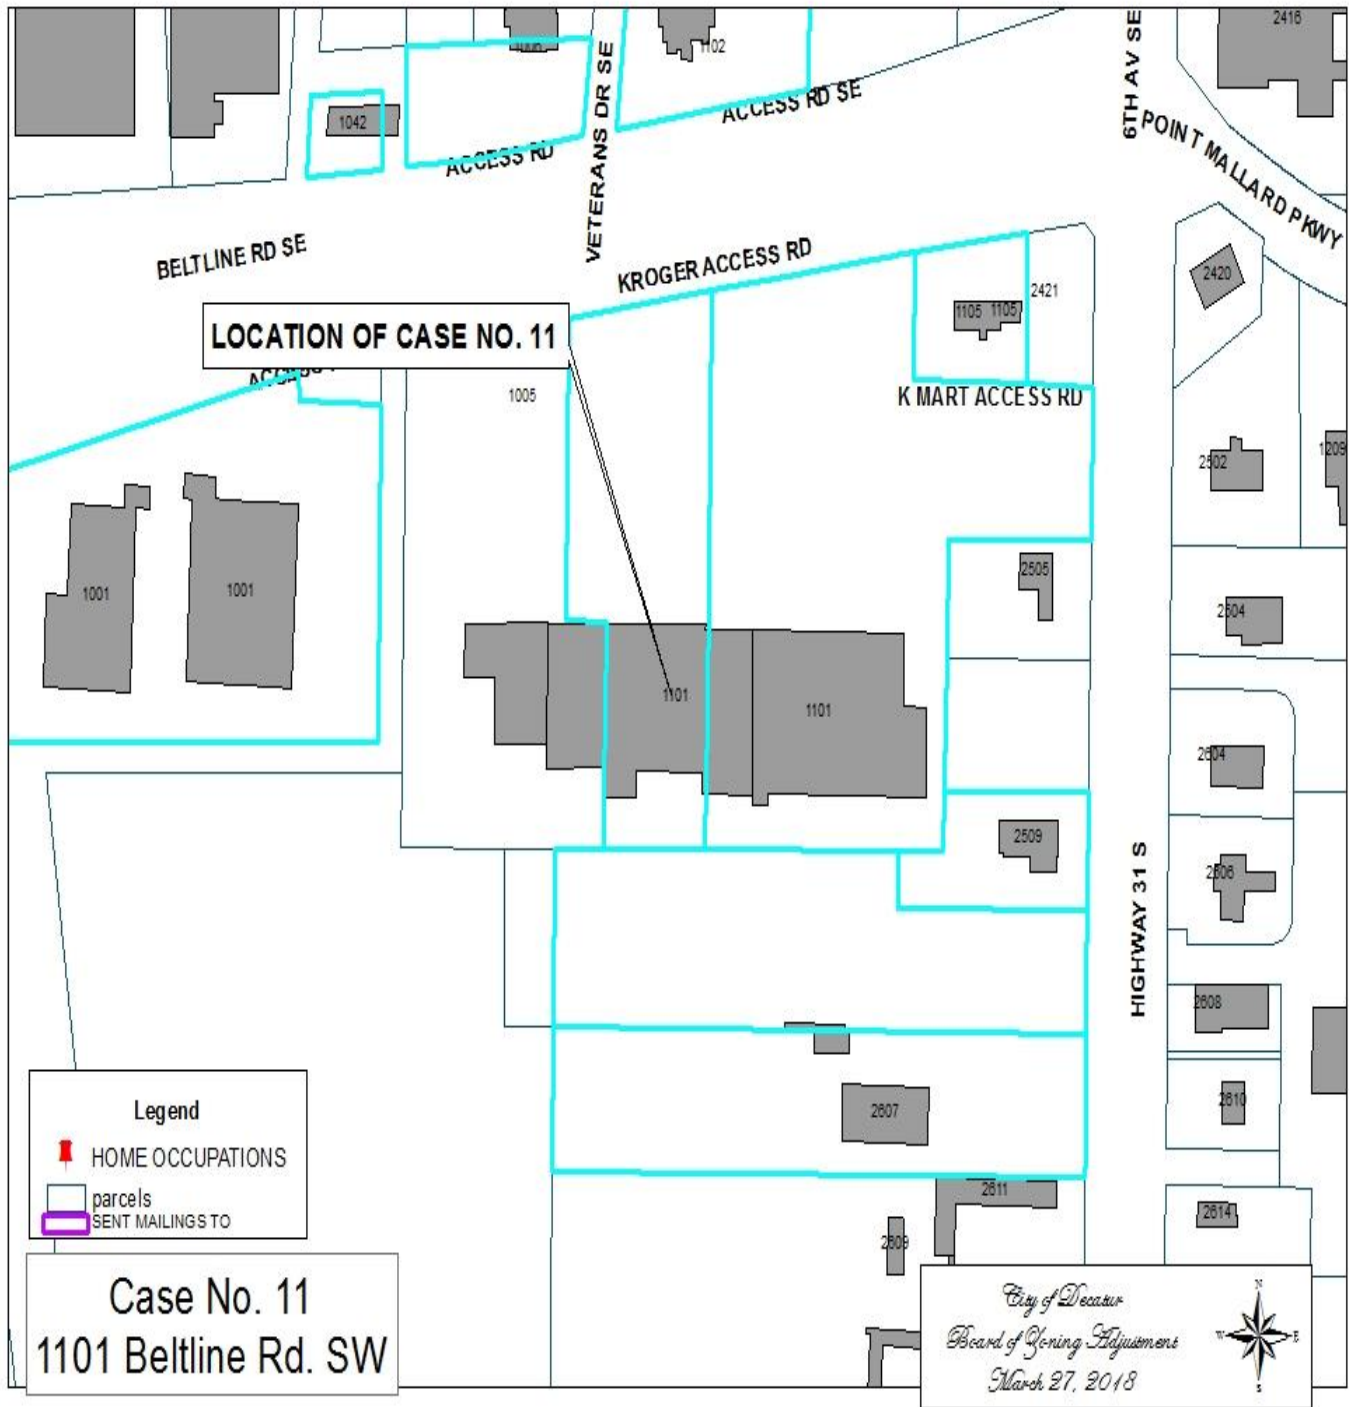 2416
1006
1102
6TH AV SE
VETERANS DR SE
ACCESS RD SE
1042
POINT MALLARD PKWY
ACCESS RD
BELTLINE RD SE
KROGER ACCESS RD
2420
2421
1105 1105
LOCATION OF CASE NO. 11
1005
K MART ACCESS RD
2502
1209
2505
1001
1001
2504
1101
1101
2604
2509
2606
HIGHWAY 31 S
2608
2607
2610
2611
2614
2609
Legend
HOME OCCUPATIONS
parcels
SENT MAILINGS TO
Case No. 11
1101 Beltline Rd. SW
City of Decatur
Board of Zoning Adjustment
March 27, 2018
N
W E
S